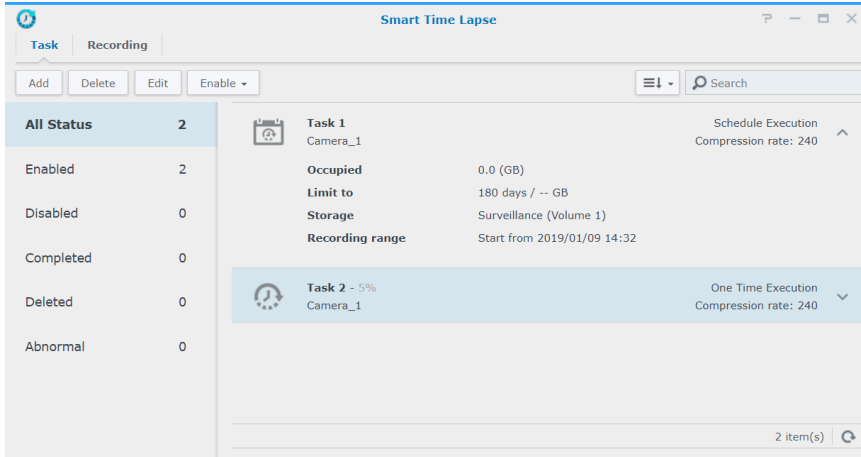 Smart Time Lapse
Task Recording
Add Delete Edit Enable Search
All Status 2
Enabled 2
Disabled 0
Completed 0
Deleted 0
Abnormal 0
Task 1 Schedule Execution
Camera_1 Compression rate: 240
Occupied 0.0 (GB)
Limit to 180 days / -- GB
Storage Surveillance (Volume 1)
Recording range Start from 2019/01/09 14:32
Task 2 - 5% One Time Execution
Camera_1 Compression rate: 240
2 item(s)